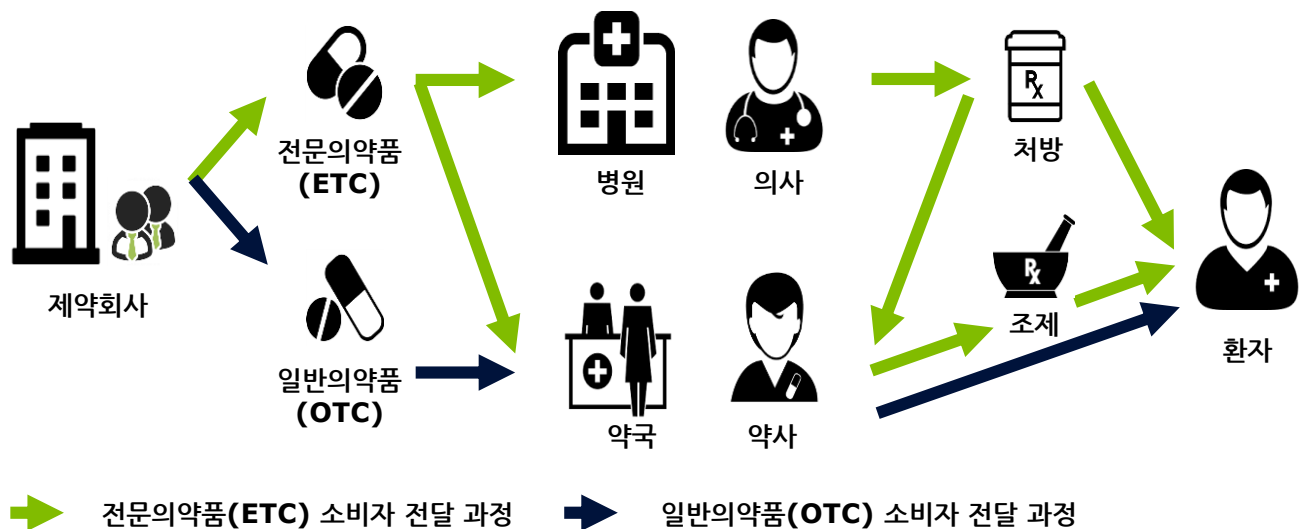 전문의약품
(ETC)
병원
의사
처방
제약회사
일반의약품
(OTC)
약국
약사
Rx
Rx
조제
환자
전문의약품(ETC) 소비자 전달 과정
일반의약품(OTC) 소비자 전달 과정